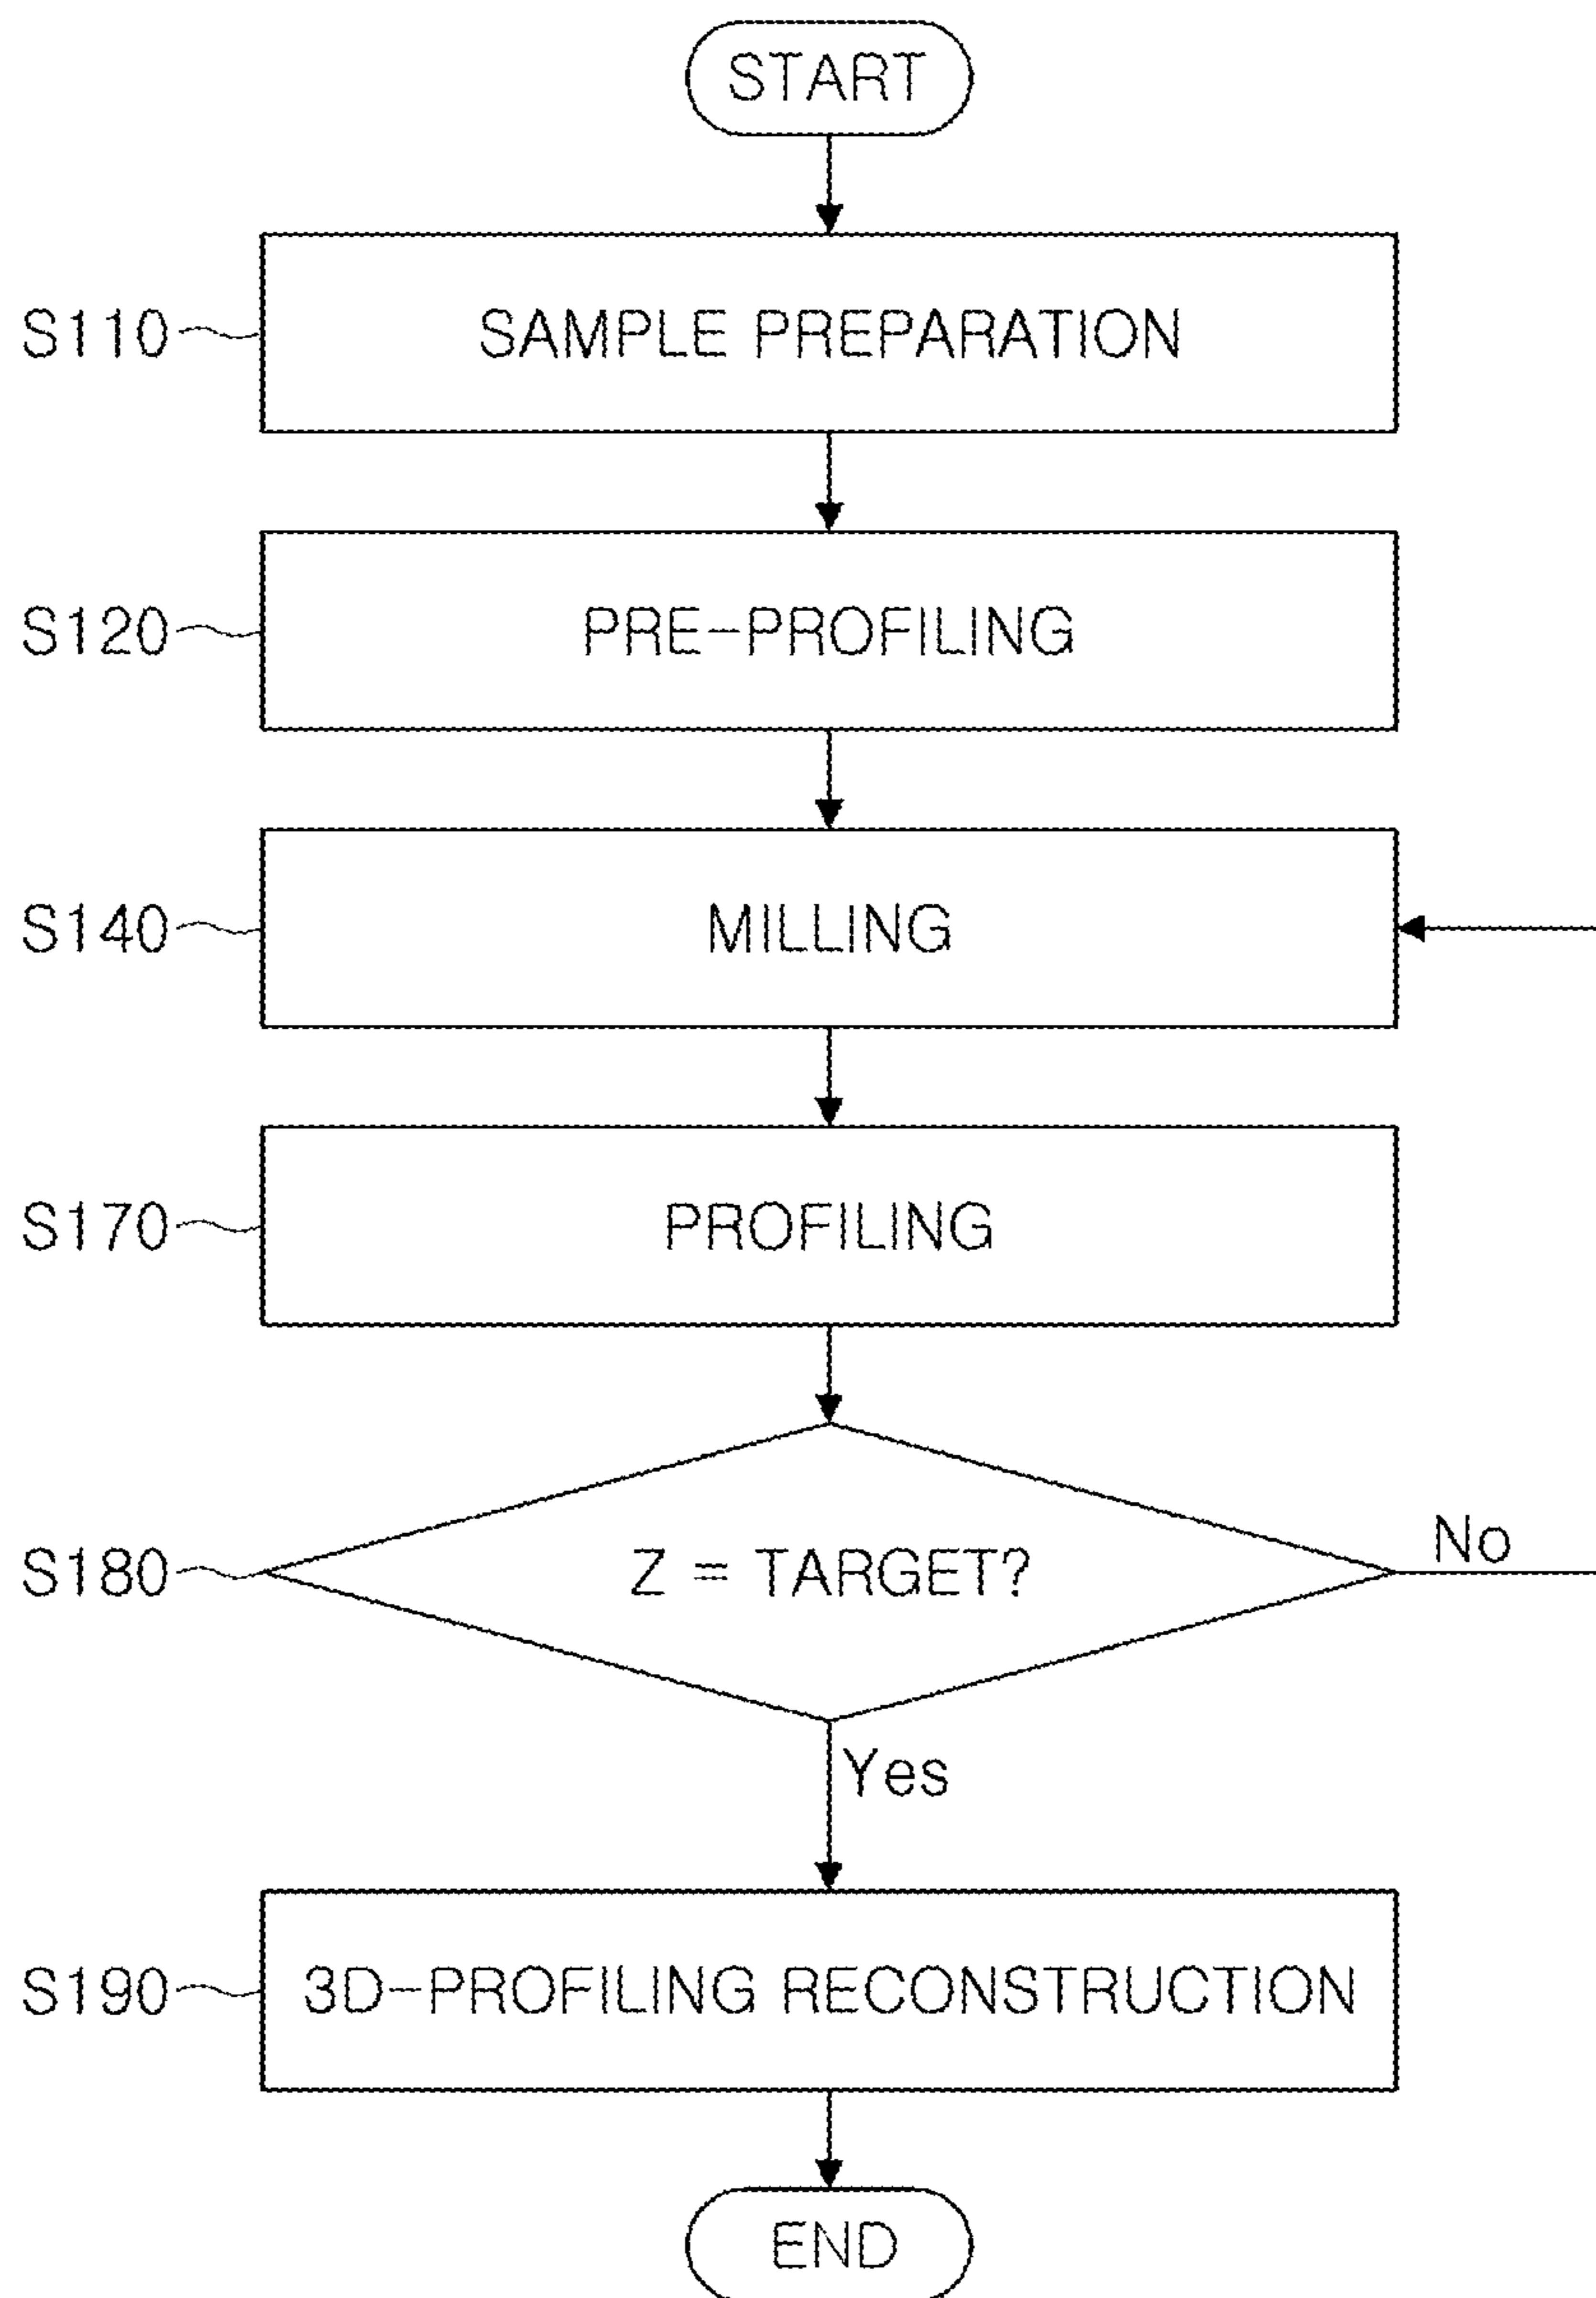 START
S110 SAMPLE PREPARATION
S120 PRE-PROFILING
S140 MILLING
S170 PROFILING
S180 Z = TARGET? No
Yes
S190 3D-PROFILING RECONSTRUCTION
END